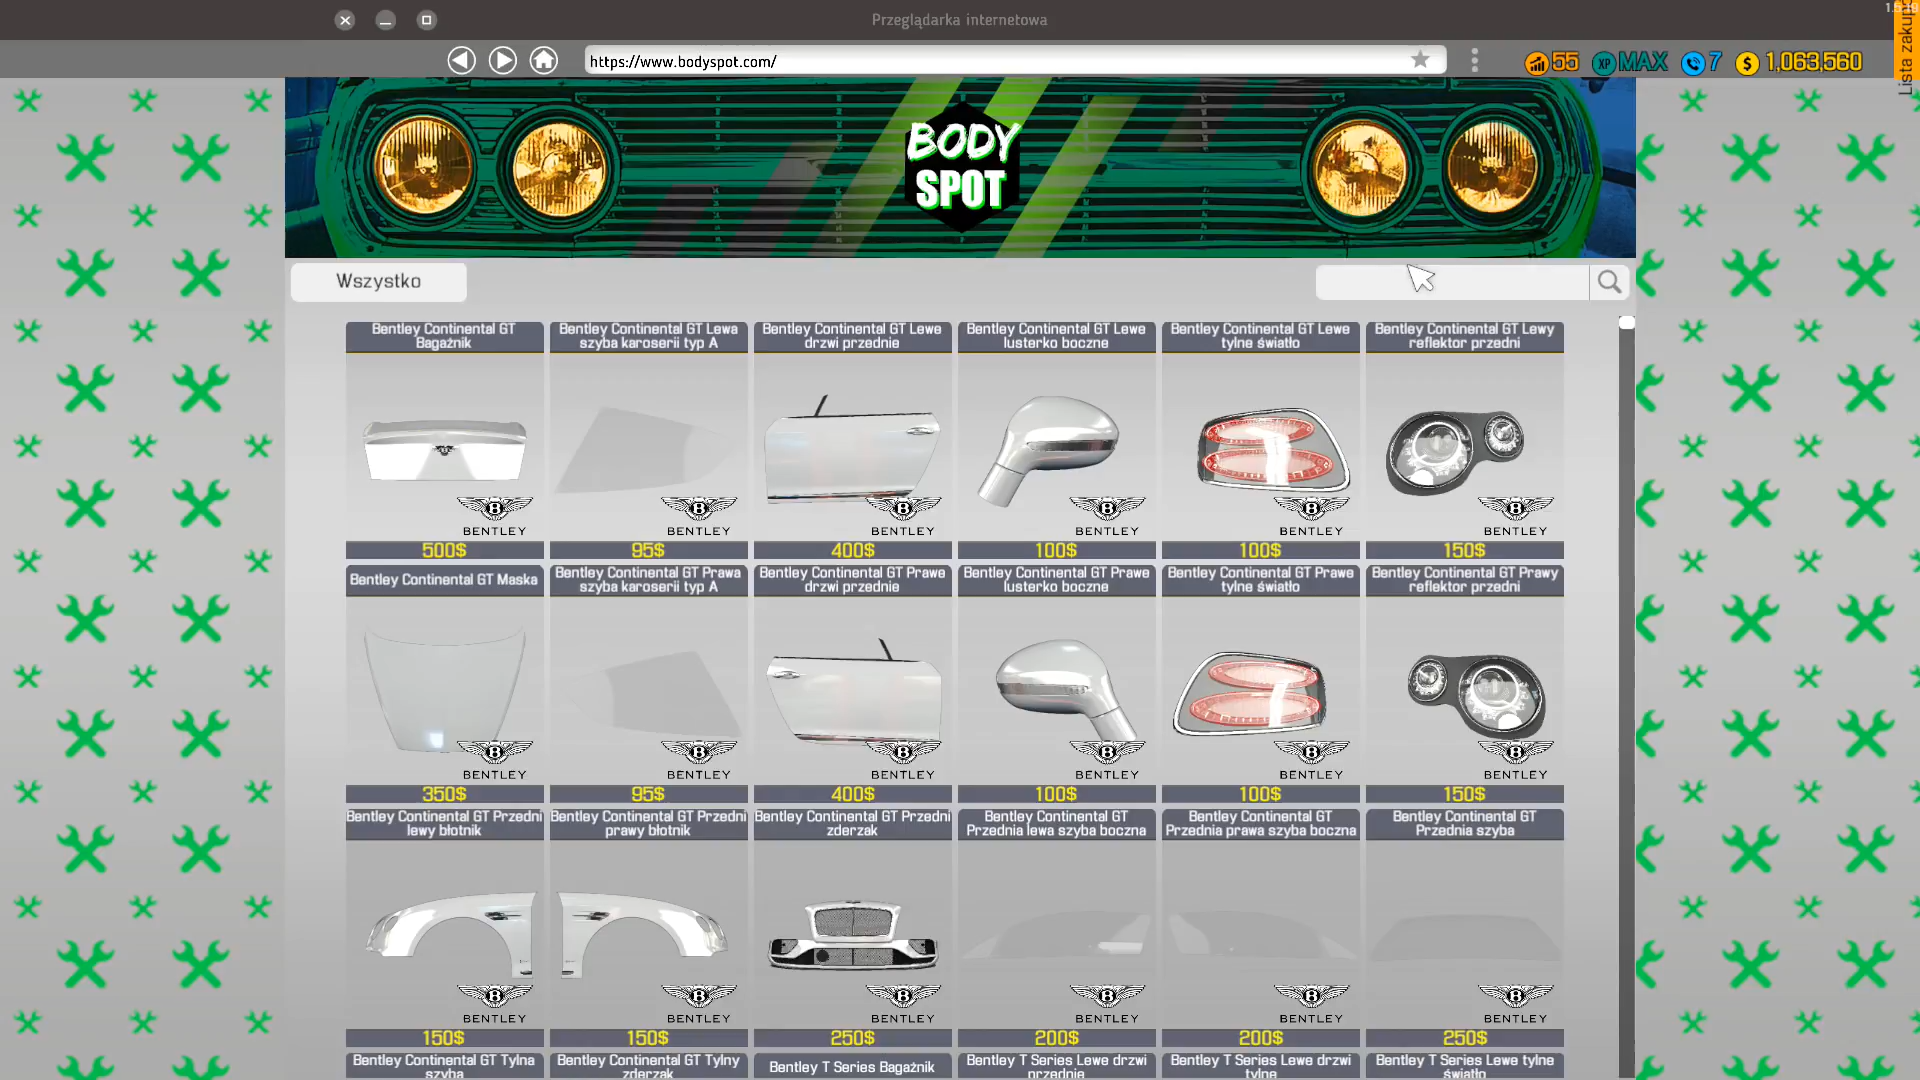 Przeglądarka internetowa
Lista zakupó
https://www.bodyspot.com/
55
XP MAX
7
$ 1,063,560
BODY
SPOT
Wszystko
Bentley Continental GT
Bagażnik
Bentley Continental GT Lewa
szyba karoserii typ A
Bentley Continental GT Lewe
drzwi przednie
Bentley Continental GT Lewe
lusterko boczne
Bentley Continental GT Lewe
tylne światło
Bentley Continental GT Lewy
reflektor przedni
B
BENTLEY
B
BENTLEY
B
BENTLEY
B
BENTLEY
B
BENTLEY
B
BENTLEY
500$
95$
400$
100$
100$
150$
Bentley Continental GT Maska
Bentley Continental GT Prawa
szyba karoserii typ A
Bentley Continental GT Prawe
drzwi przednie
Bentley Continental GT Prawe
lusterko boczne
Bentley Continental GT Prawe
tylne światło
Bentley Continental GT Prawy
reflektor przedni
B
BENTLEY
B
BENTLEY
B
BENTLEY
B
BENTLEY
B
BENTLEY
B
BENTLEY
350$
95$
400$
100$
100$
150$
Bentley Continental GT Przedni
lewy błotnik
Bentley Continental GT Przedni
prawy błotnik
Bentley Continental GT Przedni
zderzak
Bentley Continental GT
Przednia lewa szyba boczna
Bentley Continental GT
Przednia prawa szyba boczna
Bentley Continental GT
Przednia szyba
B
BENTLEY
B
BENTLEY
B
BENTLEY
B
BENTLEY
B
BENTLEY
B
BENTLEY
150$
150$
250$
200$
200$
250$
Bentley Continental GT Tylna
szyba
Bentley Continental GT Tylny
zderzak
Bentley T Series Bagażnik
Bentley T Series Lewe drzwi
przednie
Bentley T Series Lewe drzwi
tylne
Bentley T Series Lewe tylne
światło